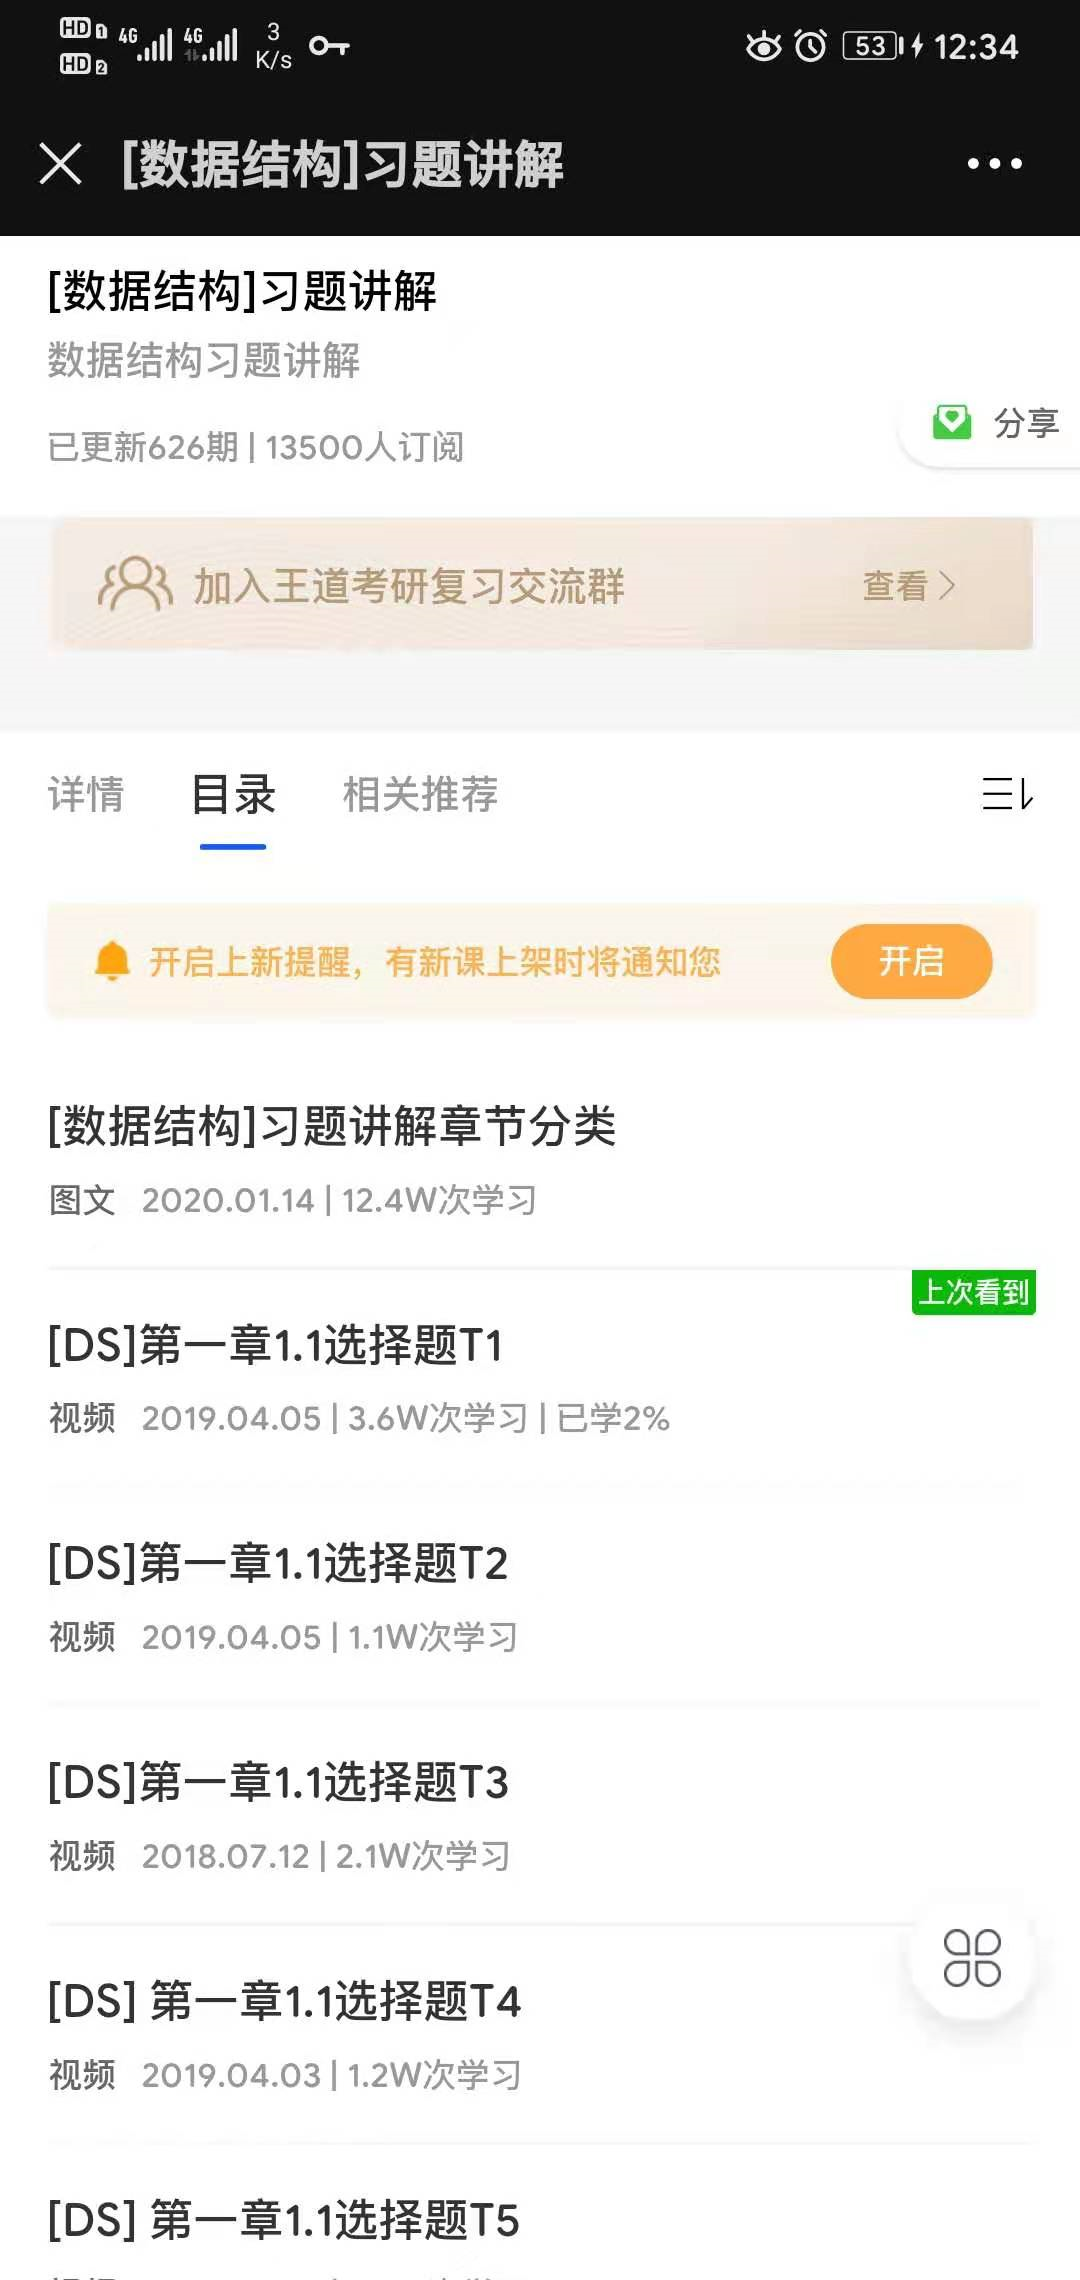 HD 1 4G 4G 3 53 12:34
HD 2 K/s
[数据结构]习题讲解
[数据结构]习题讲解
数据结构习题讲解
已更新626期 | 13500人订阅
分享
加入王道考研复习交流群 查看
详情 目录 相关推荐
开启上新提醒，有新课上架时将通知您 开启
[数据结构]习题讲解章节分类
图文 2020.01.14 | 12.4W次学习
上次看到
[DS]第一章1.1选择题T1
视频 2019.04.05 | 3.6W次学习 | 已学2%
[DS]第一章1.1选择题T2
视频 2019.04.05 | 1.1W次学习
[DS]第一章1.1选择题T3
视频 2018.07.12 | 2.1W次学习
[DS] 第一章1.1选择题T4
视频 2019.04.03 | 1.2W次学习
[DS] 第一章1.1选择题T5